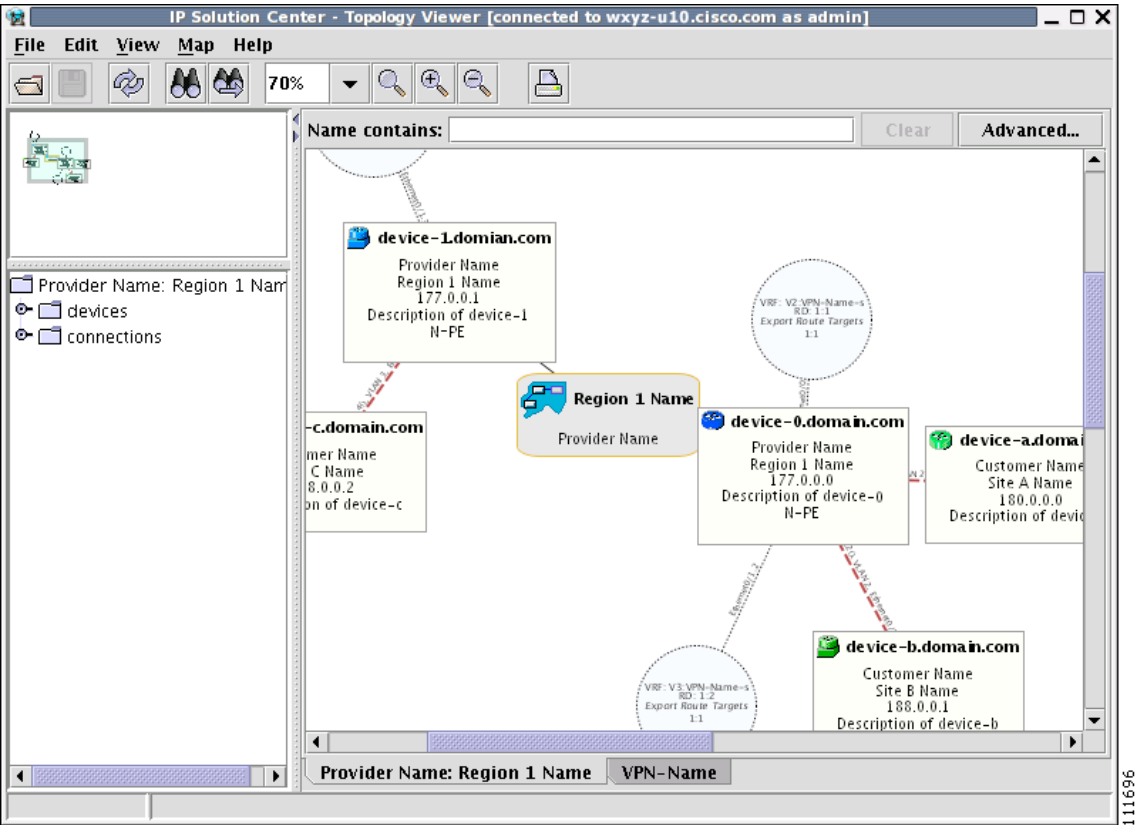 IP Solution Center - Topology Viewer [connected to wxyz-u10.cisco.com as admin]
File Edit View Map Help
70%
Name contains:
Clear
Advanced...
Provider Name: Region 1 Nam
devices
connections
device-1.domian.com
Provider Name
Region 1 Name
177.0.0.1
Description of device-1
N-PE
VRF: V2:VPN-Name-s
RD: 1:1
Export Route Targets
1:1
Region 1 Name
Provider Name
-c.domain.com
mer Name
C Name
8.0.0.2
on of device-c
device-0.domain.com
Provider Name
Region 1 Name
177.0.0.0
Description of device-0
N-PE
device-a.domai
Customer Name
Site A Name
180.0.0.0
Description of devic
Ethernet0/1.2
VLAN 2, Ethernet0/
device-b.domain.com
Customer Name
Site B Name
188.0.0.1
Description of device-b
VRF: V3:VPN-Name-s
RD: 1:2
Export Route Targets
1:1
Provider Name: Region 1 Name
VPN-Name
111696